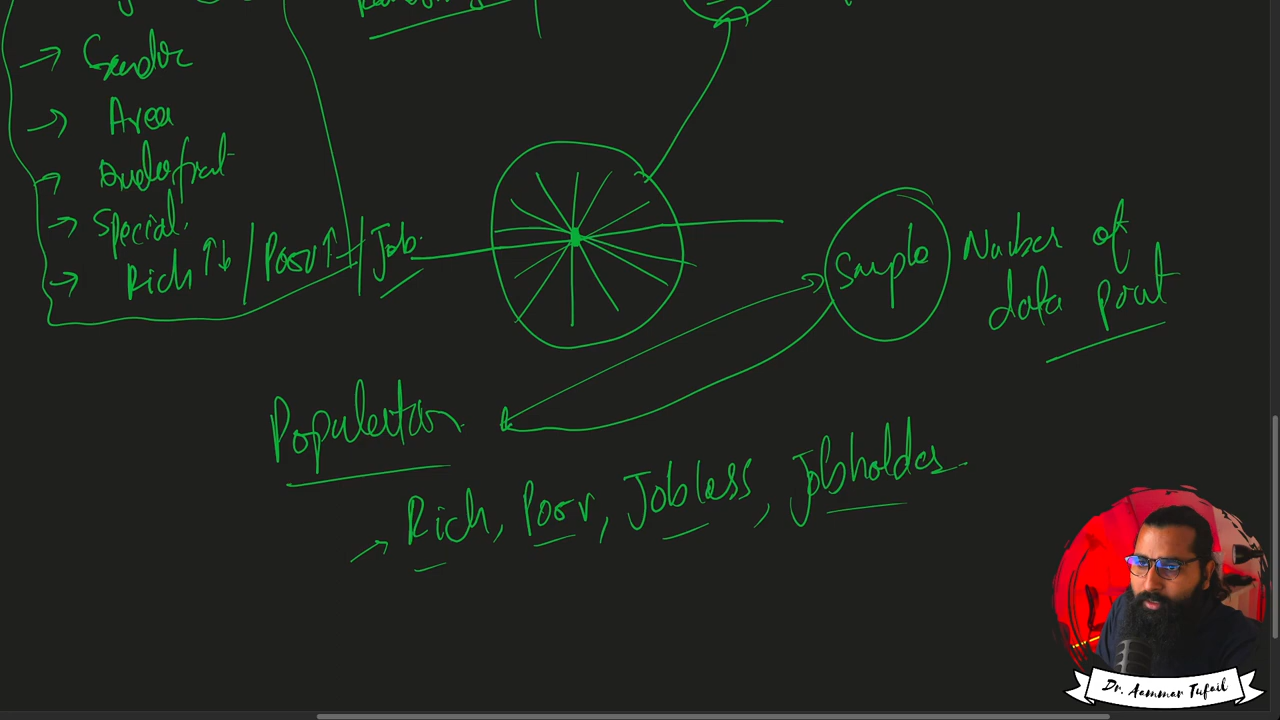 Gender
Area
Special.
Rich ↑↓ / Poor ↑ / Job.
Sample
Number of
data point
Population
Rich, Poor, Jobless, Jobholder
Dr. Aammar Tufail